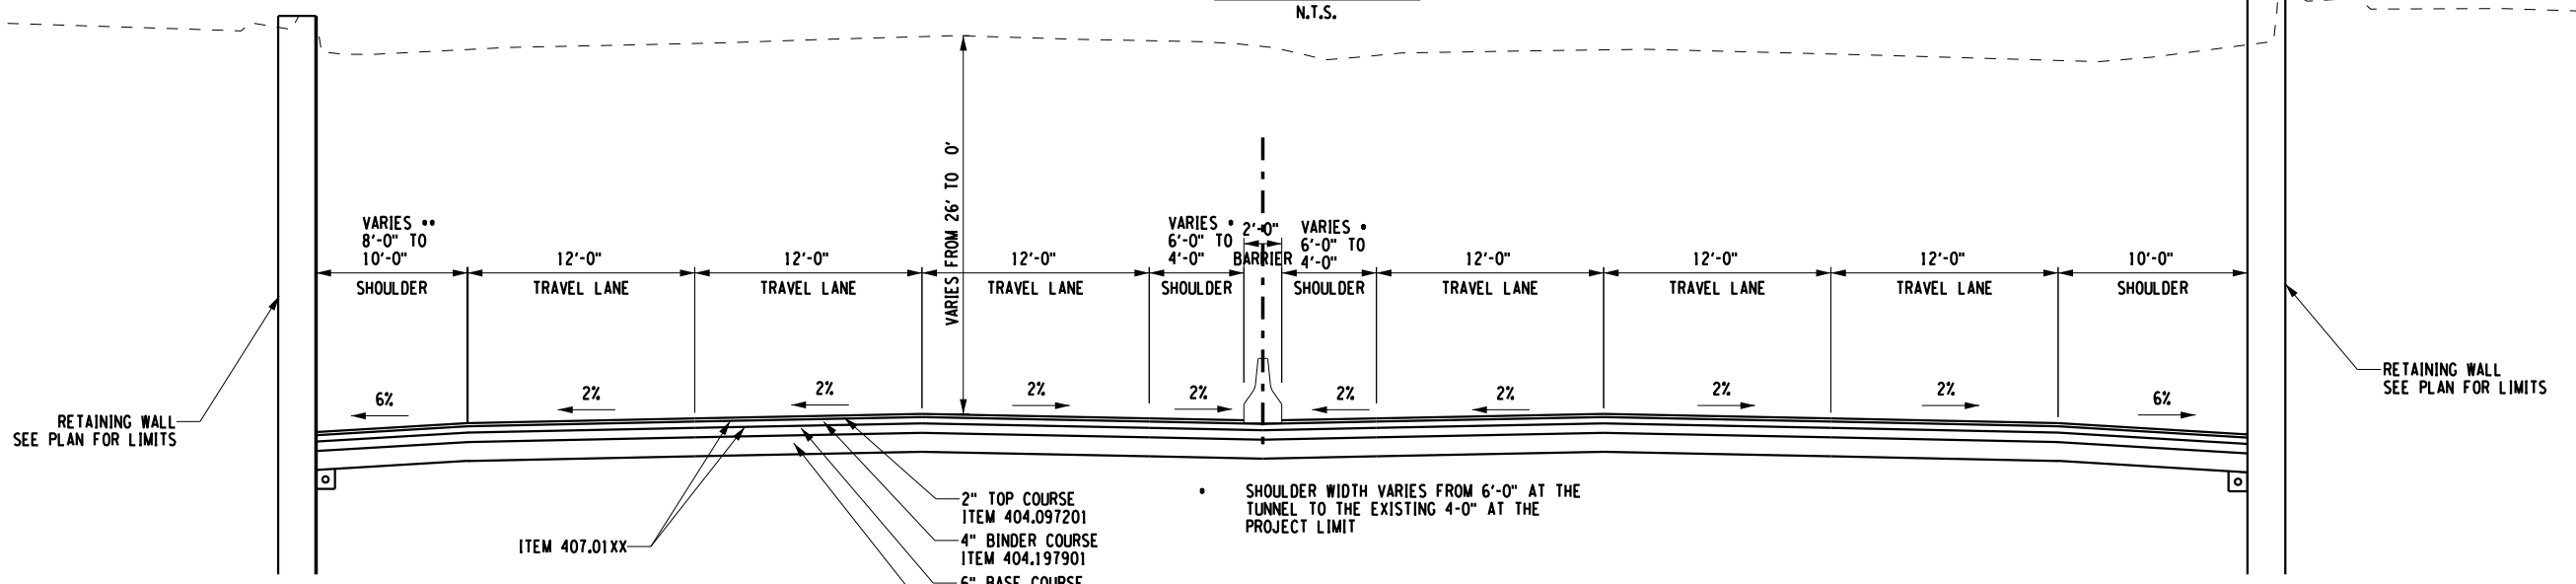 N.T.S.
VARIES FROM 26' TO 0'
VARIES **
8'-0" TO
10'-0"
SHOULDER
12'-0"
TRAVEL LANE
12'-0"
TRAVEL LANE
12'-0"
TRAVEL LANE
VARIES *
6'-0" TO
4'-0"
SHOULDER
2'-0"
BARRIER
VARIES *
6'-0" TO
4'-0"
SHOULDER
12'-0"
TRAVEL LANE
12'-0"
TRAVEL LANE
12'-0"
TRAVEL LANE
10'-0"
SHOULDER
6%
2%
2%
2%
2%
2%
2%
2%
2%
6%
RETAINING WALL
SEE PLAN FOR LIMITS
RETAINING WALL
SEE PLAN FOR LIMITS
ITEM 407.01XX
2" TOP COURSE
ITEM 404.097201
4" BINDER COURSE
ITEM 404.197901
6" BASE COURSE
* SHOULDER WIDTH VARIES FROM 6'-0" AT THE
TUNNEL TO THE EXISTING 4-0" AT THE
PROJECT LIMIT